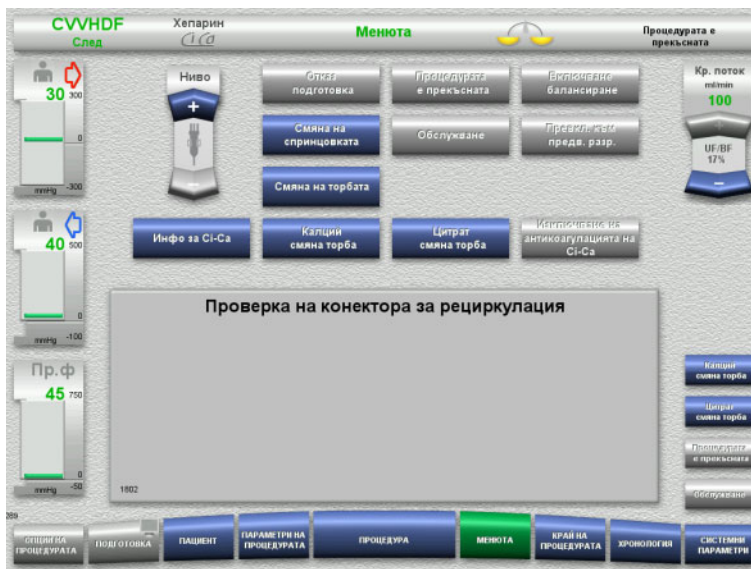 CVVHDF
След
Хепарин
CiCa
Менюта
Процедурата е
прекъсната
30
300
0
mmHg
-300
Ниво
+
−
Отказ
подготовка
Процедурата
е прекъсната
Включване
балансиране
Смяна на
спринцовката
Обслужване
Превкл. към
предв. разр.
Смяна на торбата
Инфо за Ci-Ca
Калций
смяна торба
Цитрат
смяна торба
Изключване на
антикоагулацията на
Ci-Ca
Кр. поток
ml/min
100
+
UF/BF
17%
−
40
500
0
mmHg
-100
Пр.ф
45
750
0
mmHg
-50
Проверка на конектора за рециркулация
1602
Калций
смяна торба
Цитрат
смяна торба
Процедурата
е прекъсната
Обслужване
289
ОПЦИИ НА
ПРОЦЕДУРАТА
ПОДГОТОВКА
ПАЦИЕНТ
ПАРАМЕТРИ НА
ПРОЦЕДУРАТА
ПРОЦЕДУРА
МЕНЮТА
КРАЙ НА
ПРОЦЕДУРАТА
ХРОНОЛОГИЯ
СИСТЕМНИ
ПАРАМЕТРИ